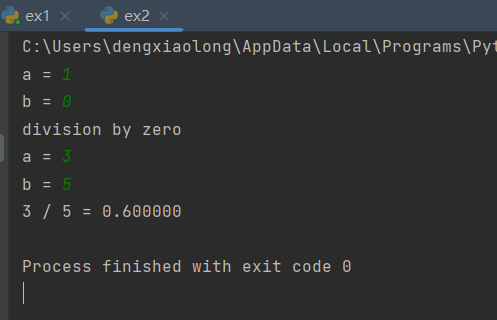 ex1 ex2
C:\Users\dengxiaolong\AppData\Local\Programs\Pyt
a = 1
b = 0
division by zero
a = 3
b = 5
3 / 5 = 0.600000
Process finished with exit code 0